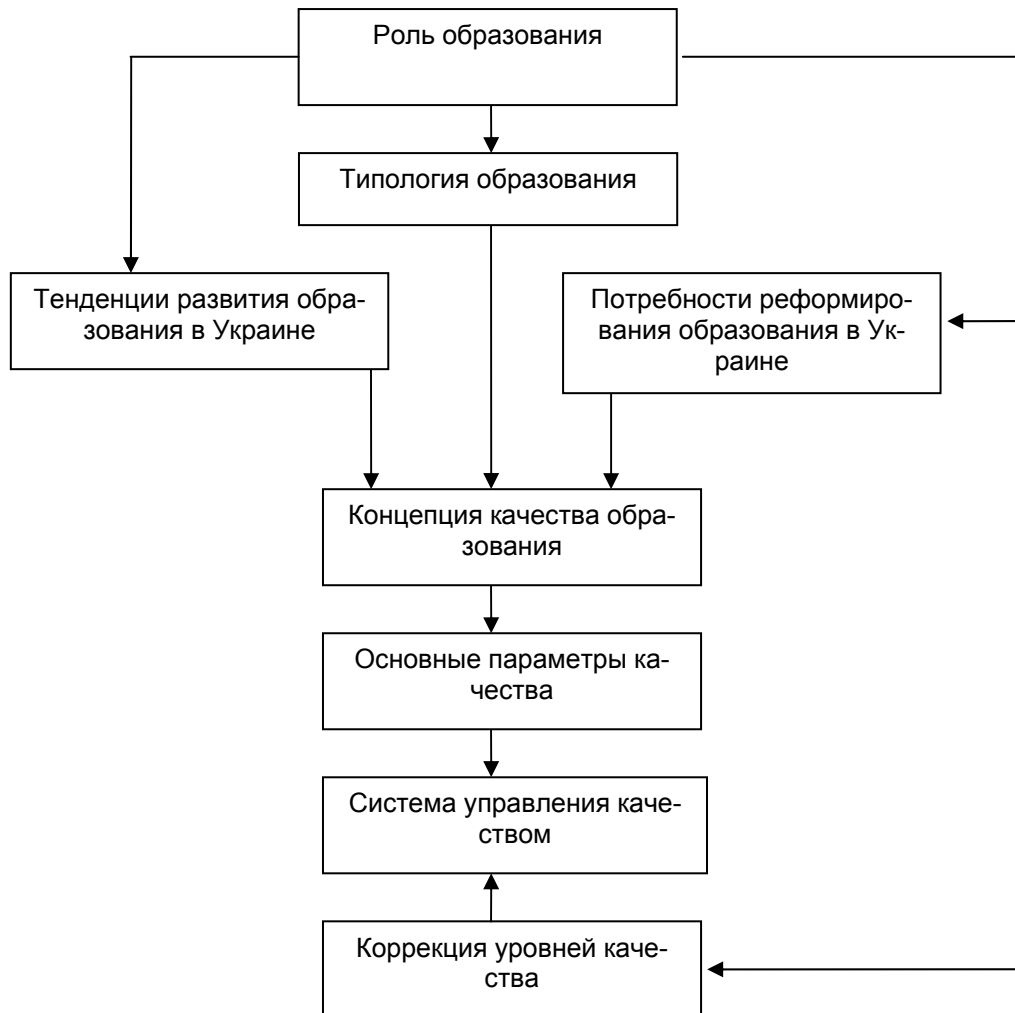 Роль образования
Типология образования
Тенденции развития обра-
зования в Украине
Потребности реформиро-
вания образования в Ук-
раине
Концепция качества обра-
зования
Основные параметры ка-
чества
Система управления каче-
ством
Коррекция уровней каче-
ства